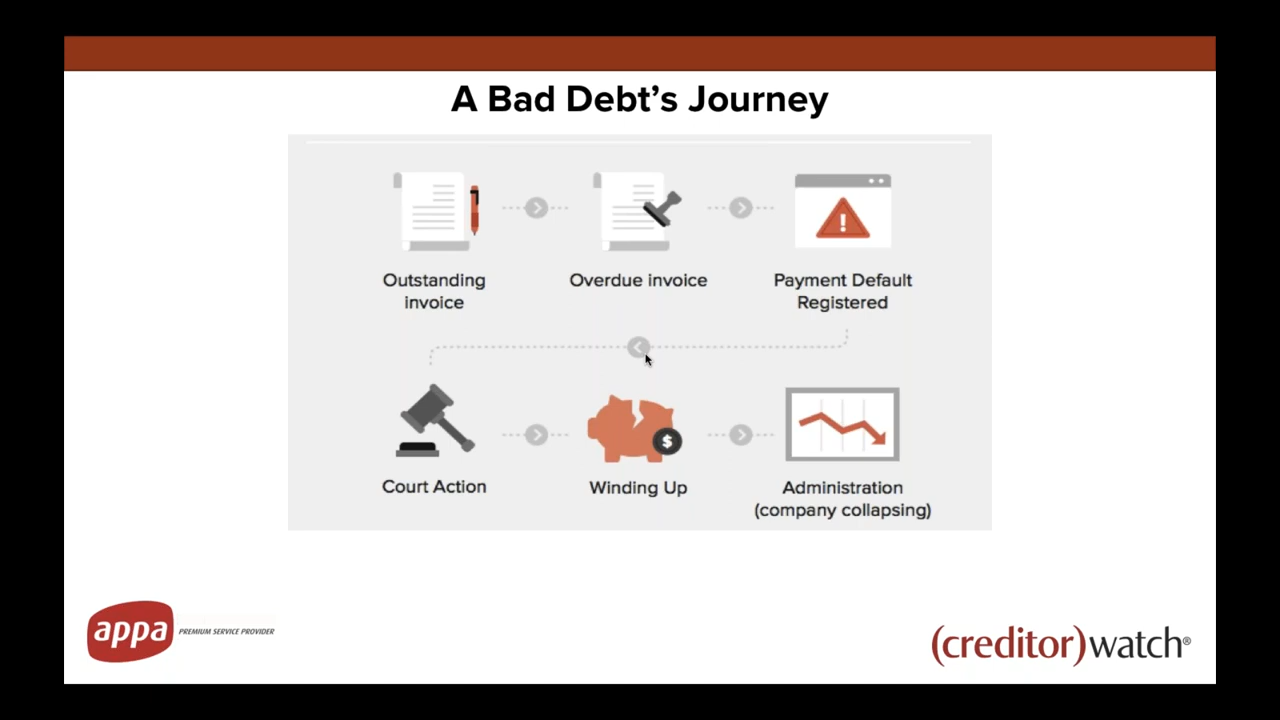 A Bad Debt’s Journey
Outstanding
invoice
Overdue invoice
Payment Default
Registered
Court Action
$
Winding Up
Administration
(company collapsing)
appa PREMIUM SERVICE PROVIDER
(creditor)watch®